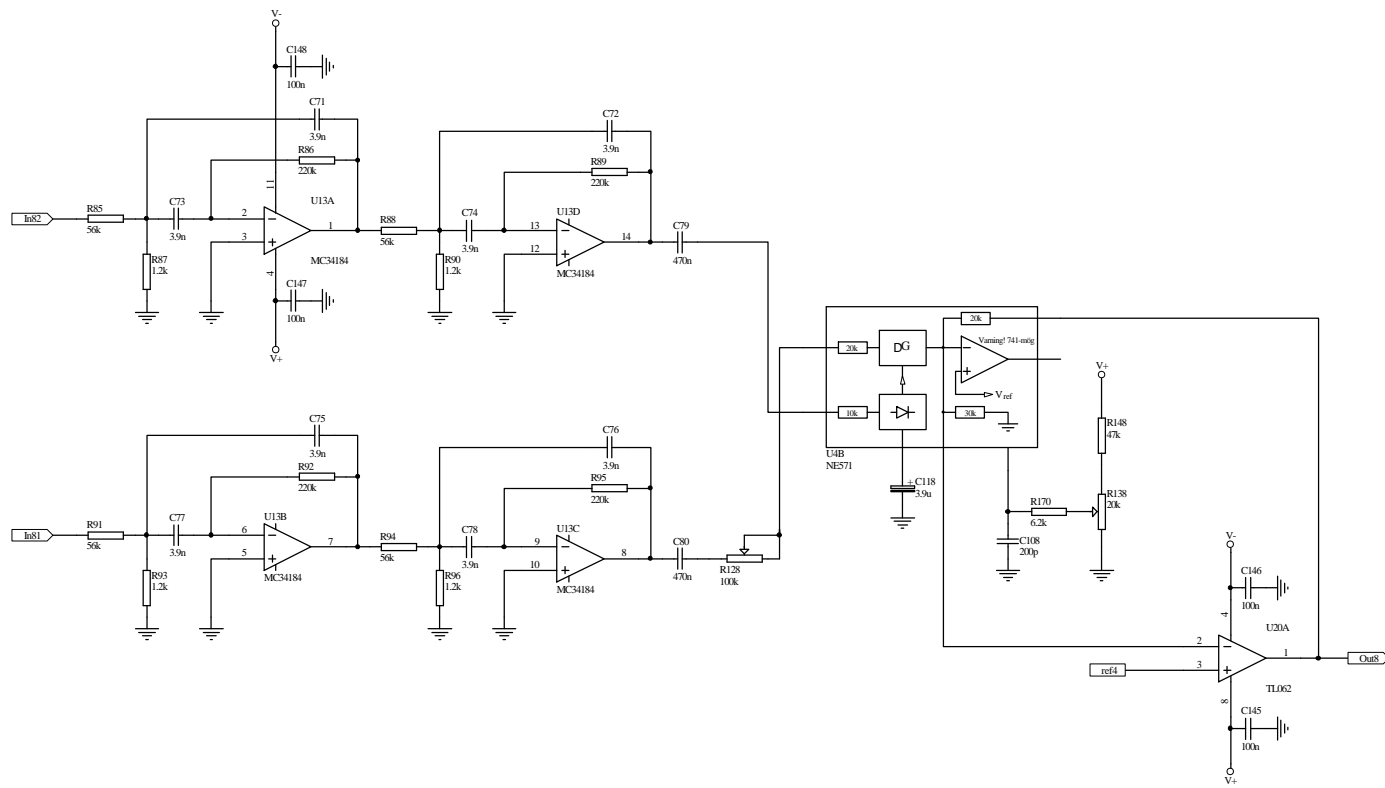 V-
C148
100n
C71
3.9n
R86
220k
11
U13A
In82
R85
56k
C73
3.9n
2
3
1
R87
1.2k
MC34184
4
C147
100n
V+
C72
3.9n
R89
220k
R88
56k
C74
3.9n
U13D
13
12
14
R90
1.2k
MC34184
C79
470n
20k
DG
20k
Varning! 741-mög
Vref
10k
30k
U4B
NE571
C118
3.9u
V+
R148
47k
R138
20k
R170
6.2k
C108
200p
C75
3.9n
R92
220k
In81
R91
56k
C77
3.9n
U13B
6
5
7
R93
1.2k
MC34184
C76
3.9n
R95
220k
R94
56k
C78
3.9n
U13C
9
10
8
R96
1.2k
MC34184
C80
470n
R128
100k
V-
C146
100n
4
U20A
2
3
1
ref4
Out8
TL062
8
C145
100n
V+